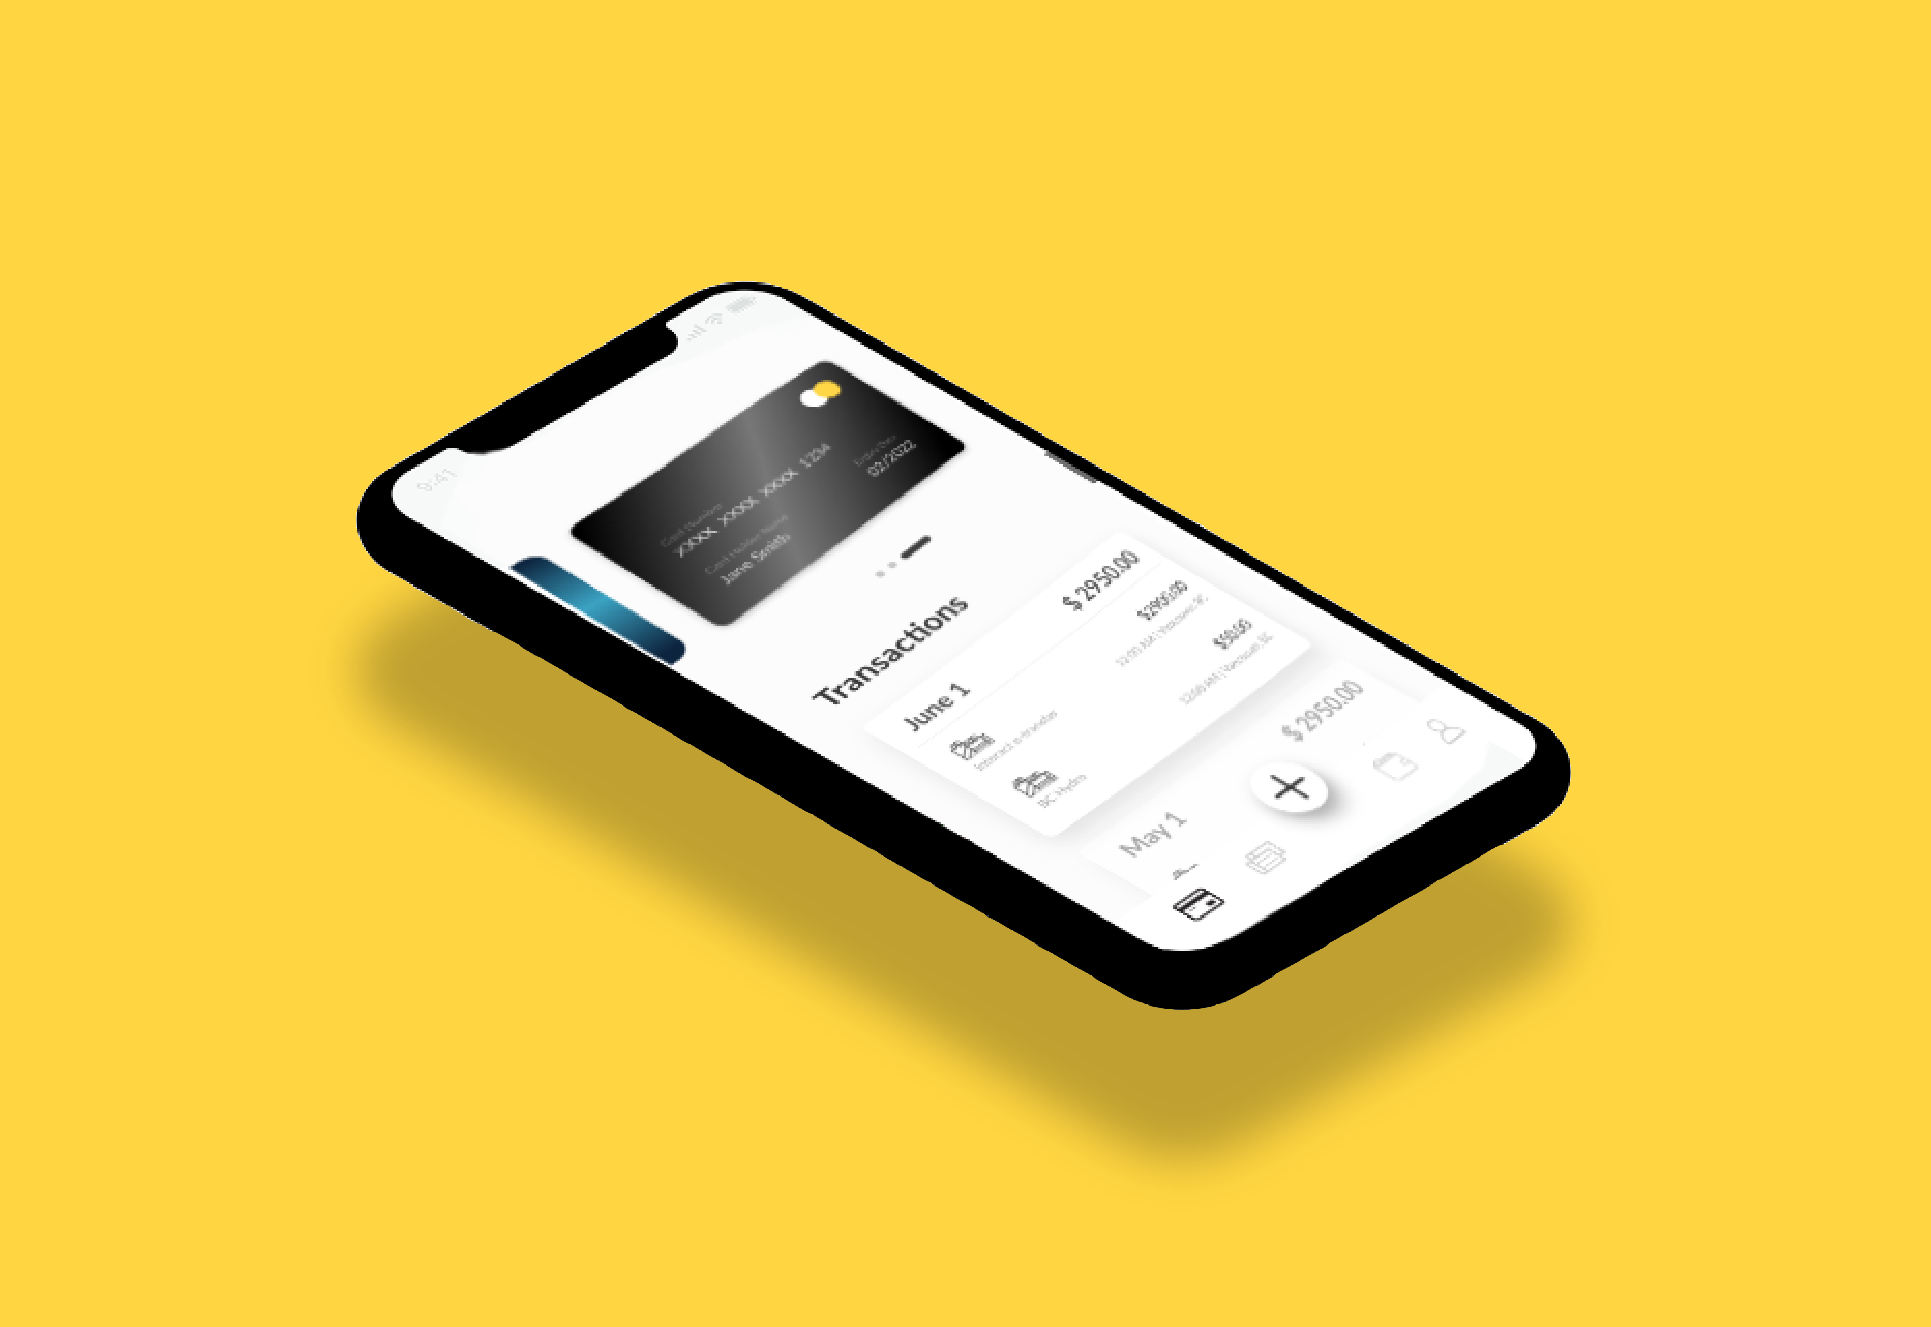 9:41
Card Number
XXXX XXXX XXXX 1234
Card Holder Name
Jane Smith
Expiry Date
02/2022
Transactions
June 1 $ 2950.00
Interact e-transfer $2900.00
12:00 AM | Vancouver, BC
BC Hydro $50.00
12:00 AM | Vancouver, BC
May 1 $ 2950.00